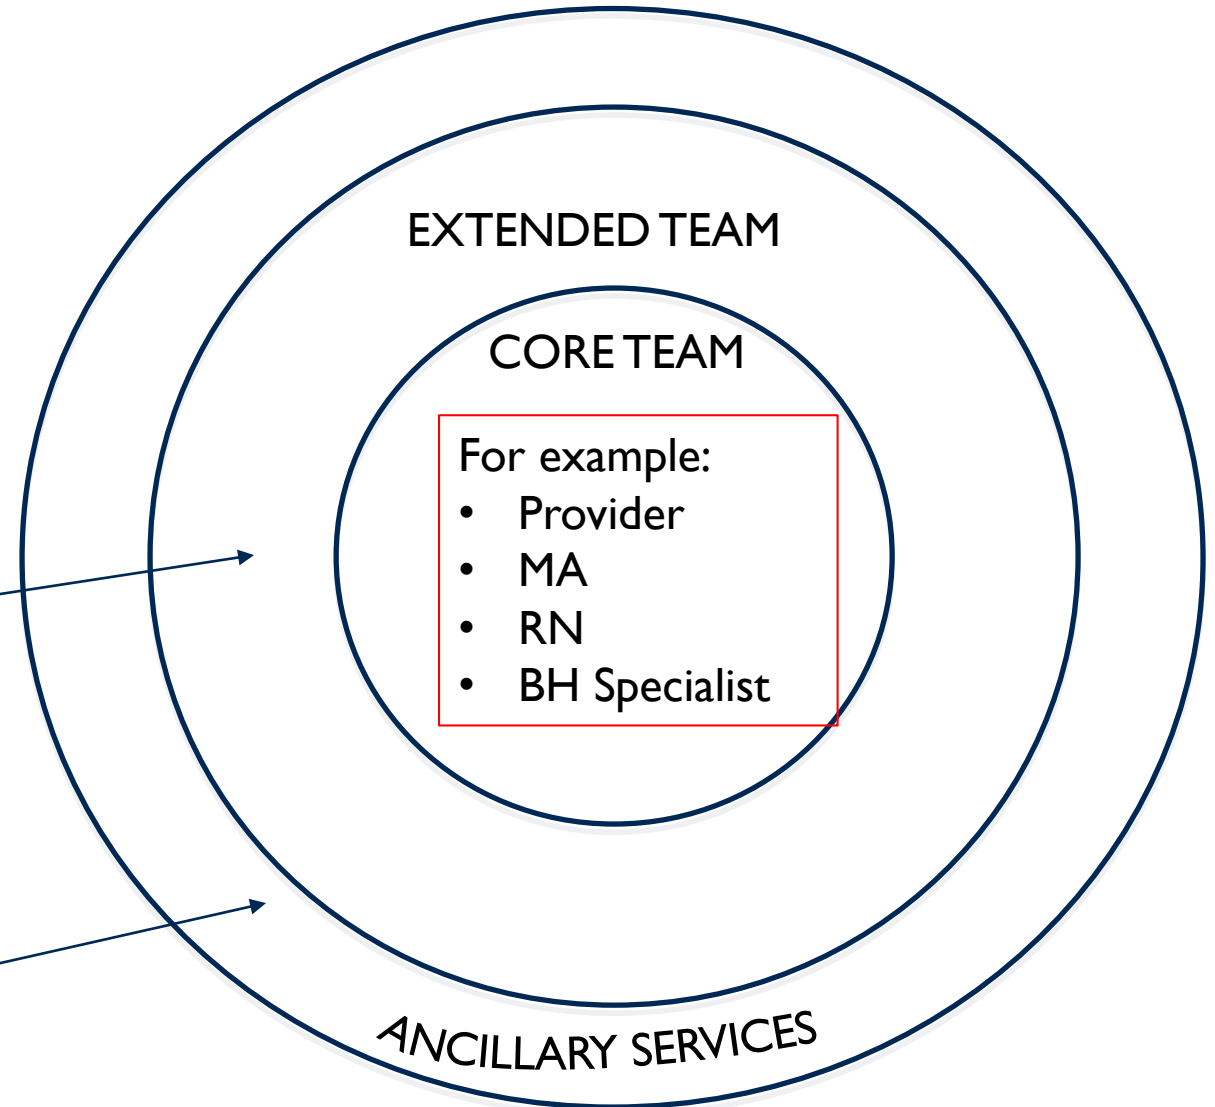 EXTENDED TEAM
CORE TEAM
For example:
• Provider
• MA
• RN
• BH Specialist
ANCILLARY SERVICES